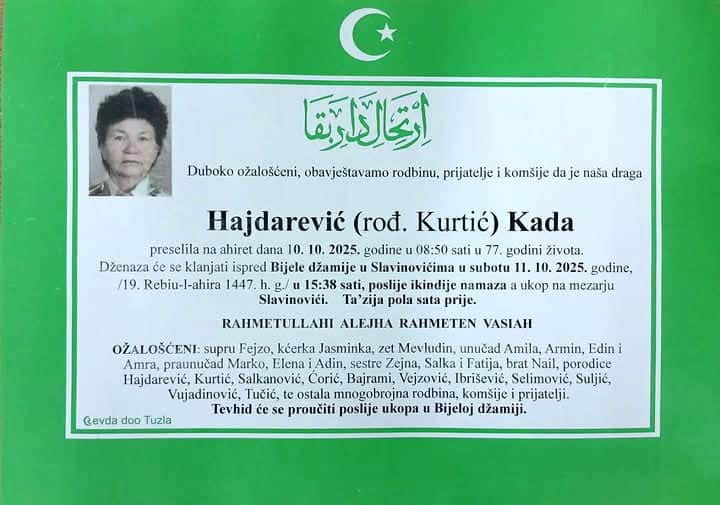 ارتحال دار بقا
Duboko ožalošćeni, obavještavamo rodbinu, prijatelje i komšije da je naša draga
Hajdarević (rođ. Kurtić) Kada
preselila na ahiret dana 10. 10. 2025. godine u 08:50 sati u 77. godini života.
Dženaza će se klanjati ispred Bijele džamije u Slavinovićima u subotu 11. 10. 2025. godine,
/19. Rebiu-l-ahira 1447. h. g./ u 15:38 sati, poslije ikindije namaza a ukop na mezarju
Slavinovići. Ta'zija pola sata prije.
RAHMETULLAHI ALEJHA RAHMETEN VASIAH
OŽALOŠĆENI: supru Fejzo, kćerka Jasminka, zet Mevludin, unučad Amila, Armin, Edin i
Amra, praunučad Marko, Elena i Adin, sestre Zejna, Salka i Fatija, brat Nail, porodice
Hajdarević, Kurtić, Salkanović, Ćorić, Bajrami, Vejzović, Ibrišević, Selimović, Suljić,
Vujadinović, Tučić, te ostala mnogobrojna rodbina, komšije i prijatelji.
Tevhid će se proučiti poslije ukopa u Bijeloj džamiji.
Cevda doo Tuzla